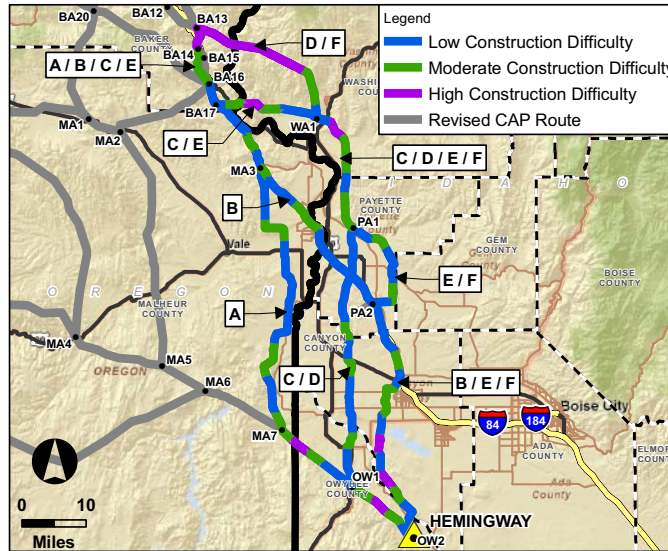 BA20
BA12
BA13
Legend
Low Construction Difficulty
Moderate Construction Difficulty
High Construction Difficulty
Revised CAP Route
BAKER
COUNTY
BA14
BA15
D / F
A / B / C / E
BA16
BA17
MA1
MA2
C / E
WA1
MA3
C / D / E / F
B
I D A H O
PAYETTE
COUNTY
PA1
GEM
COUNTY
BOISE
COUNTY
Vale
E / F
O R E G O N
MALHEUR
COUNTY
A
PA2
CANYON
COUNTY
MA4
OREGON
MA5
MA6
C / D
B / E / F
Boise City
84
184
ADA
COUNTY
MA7
OW1
OWYHEE
COUNTY
Ada
County
0 10
Miles
HEMINGWAY
OW2